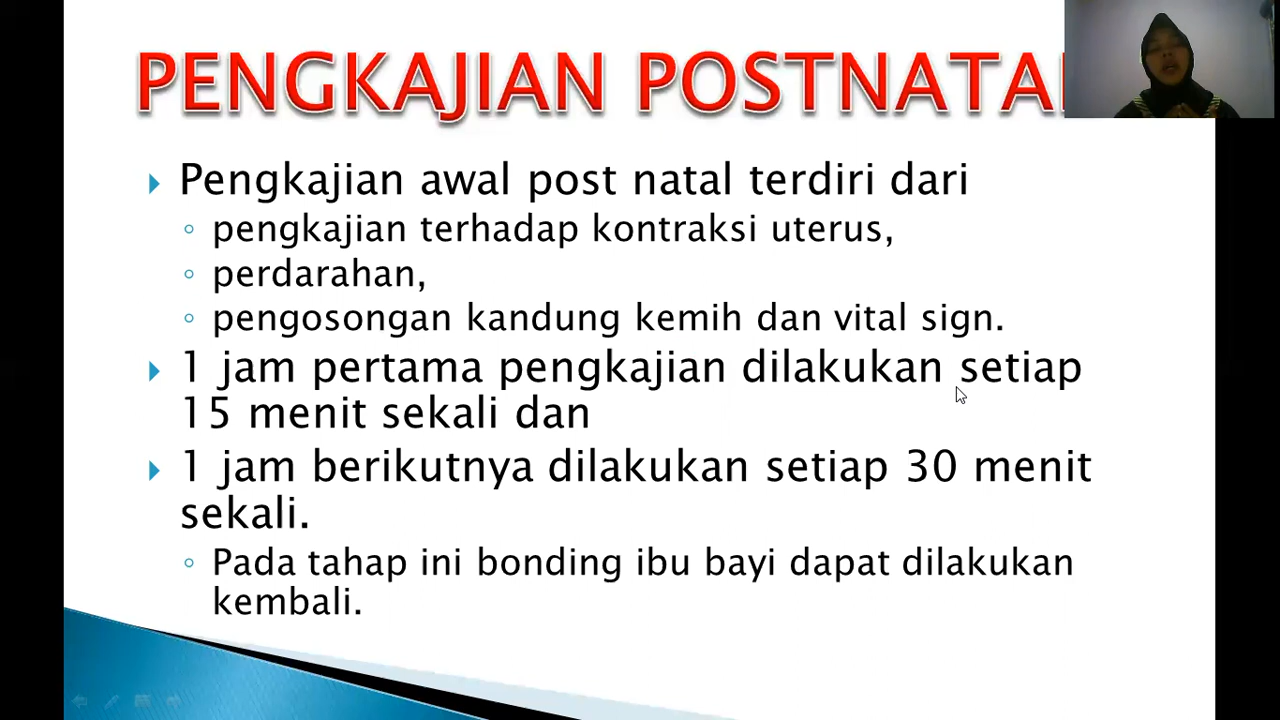 PENGKAJIAN POSTNATAL
Pengkajian awal post natal terdiri dari
pengkajian terhadap kontraksi uterus,
perdarahan,
pengosongan kandung kemih dan vital sign.
1 jam pertama pengkajian dilakukan setiap
15 menit sekali dan
1 jam berikutnya dilakukan setiap 30 menit
sekali.
Pada tahap ini bonding ibu bayi dapat dilakukan
kembali.